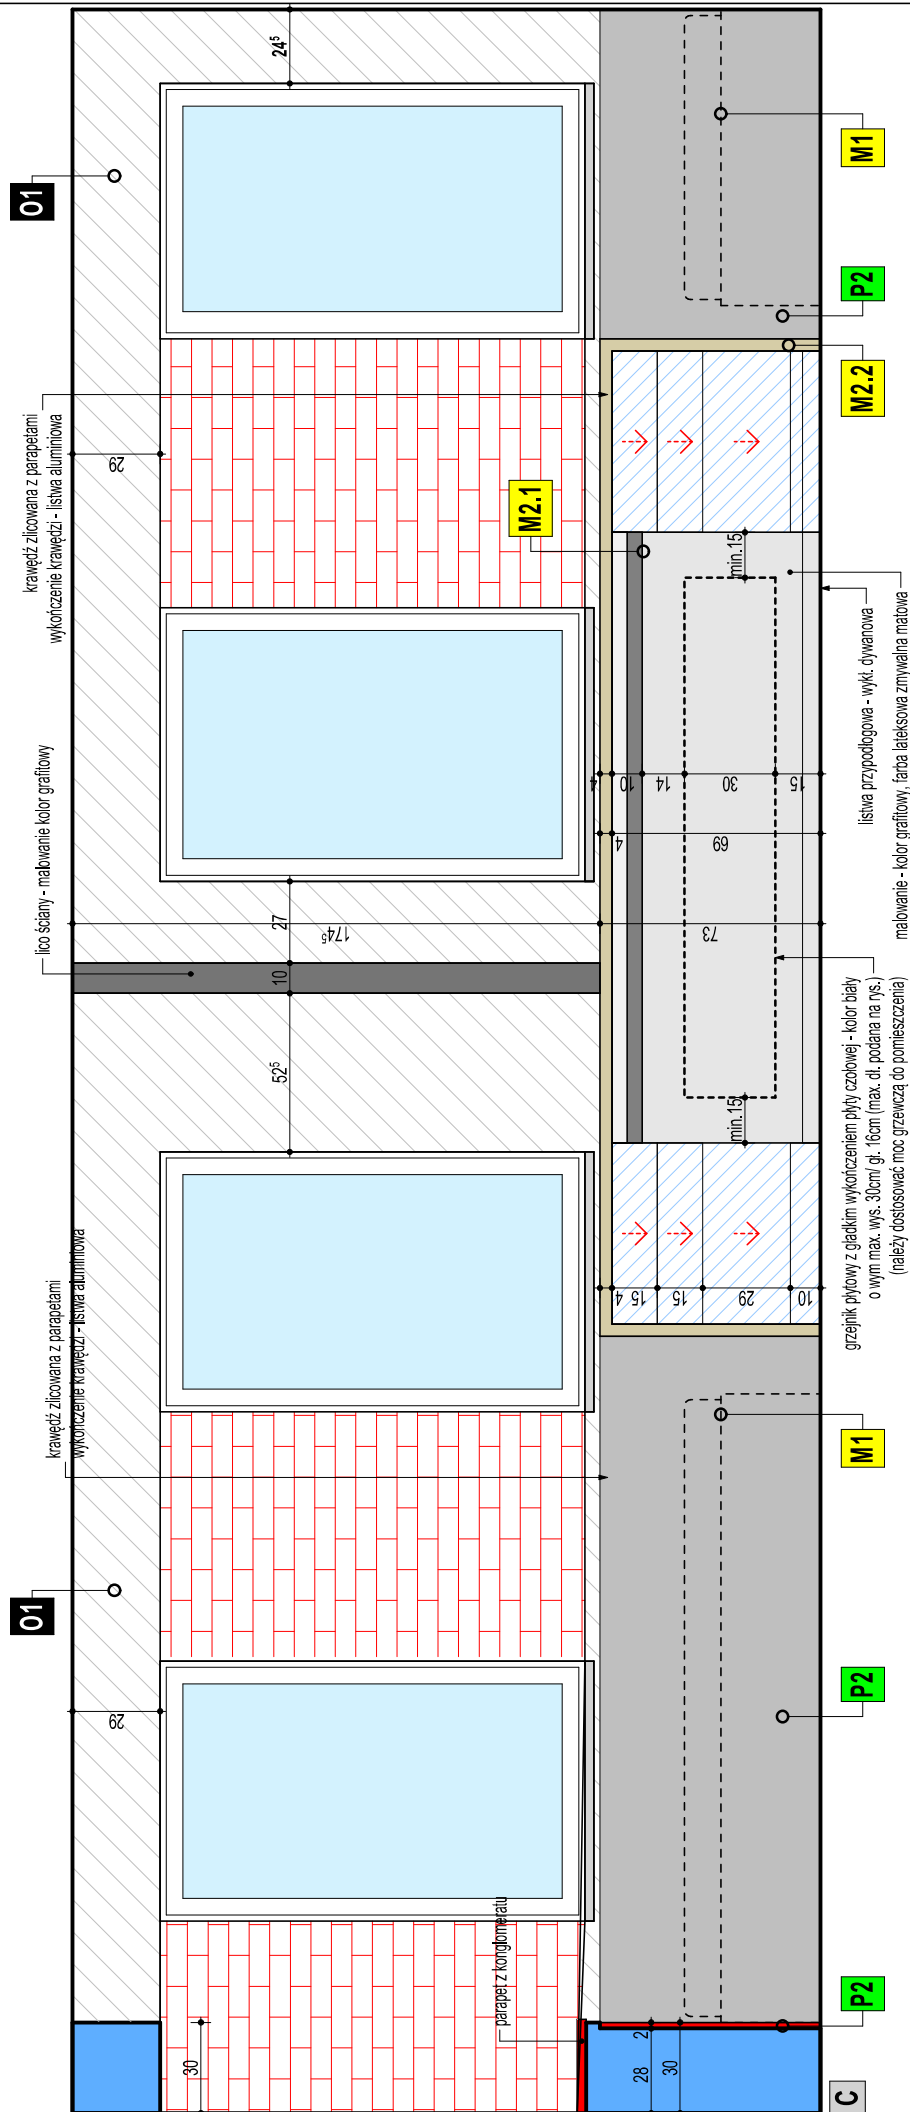 O1
krawędź zlicowana z parapetami
wykończenie krawędzi - listwa aluminiowa
lico ściany - malowanie kolor grafitowy
krawędź zlicowana z parapetami
wykończenie krawędzi - listwa aluminiowa
O1
29
29
24⁵
27
10
52⁵
174⁵
73
30
parapet z konglomeratu
M2.1
min.15
min.15
4
10
14
30
15
4
69
4
15
15
29
10
2
28
30
M1
P2
M2.2
listwa przypodłogowa - wykł. dywanowa
malowanie - kolor grafitowy, farba lateksowa zmywalna matowa
grzejnik płytowy z gładkim wykończeniem płyty czołowej - kolor biały
o wym max. wys. 30cm/ gł. 16cm (max. dł. podana na rys.)
(należy dostosować moc grzewczą do pomieszczenia)
M1
P2
P2
C